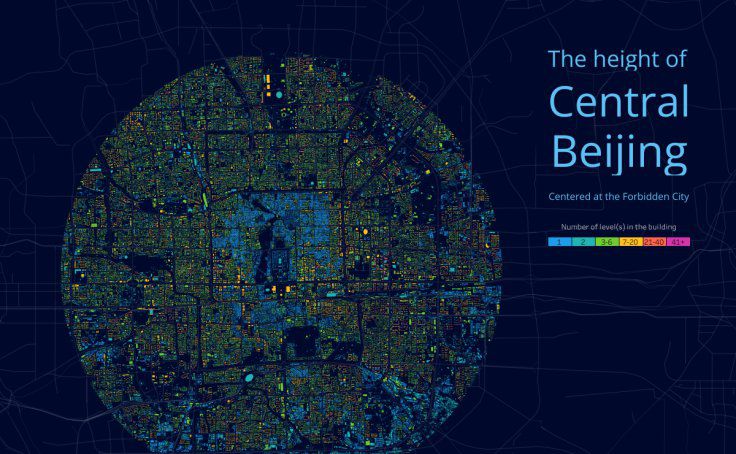 The height of
Central
Beijing
Centered at the Forbidden City
Number of level(s) in the building
1 2 3-6 7-20 21-40 41+